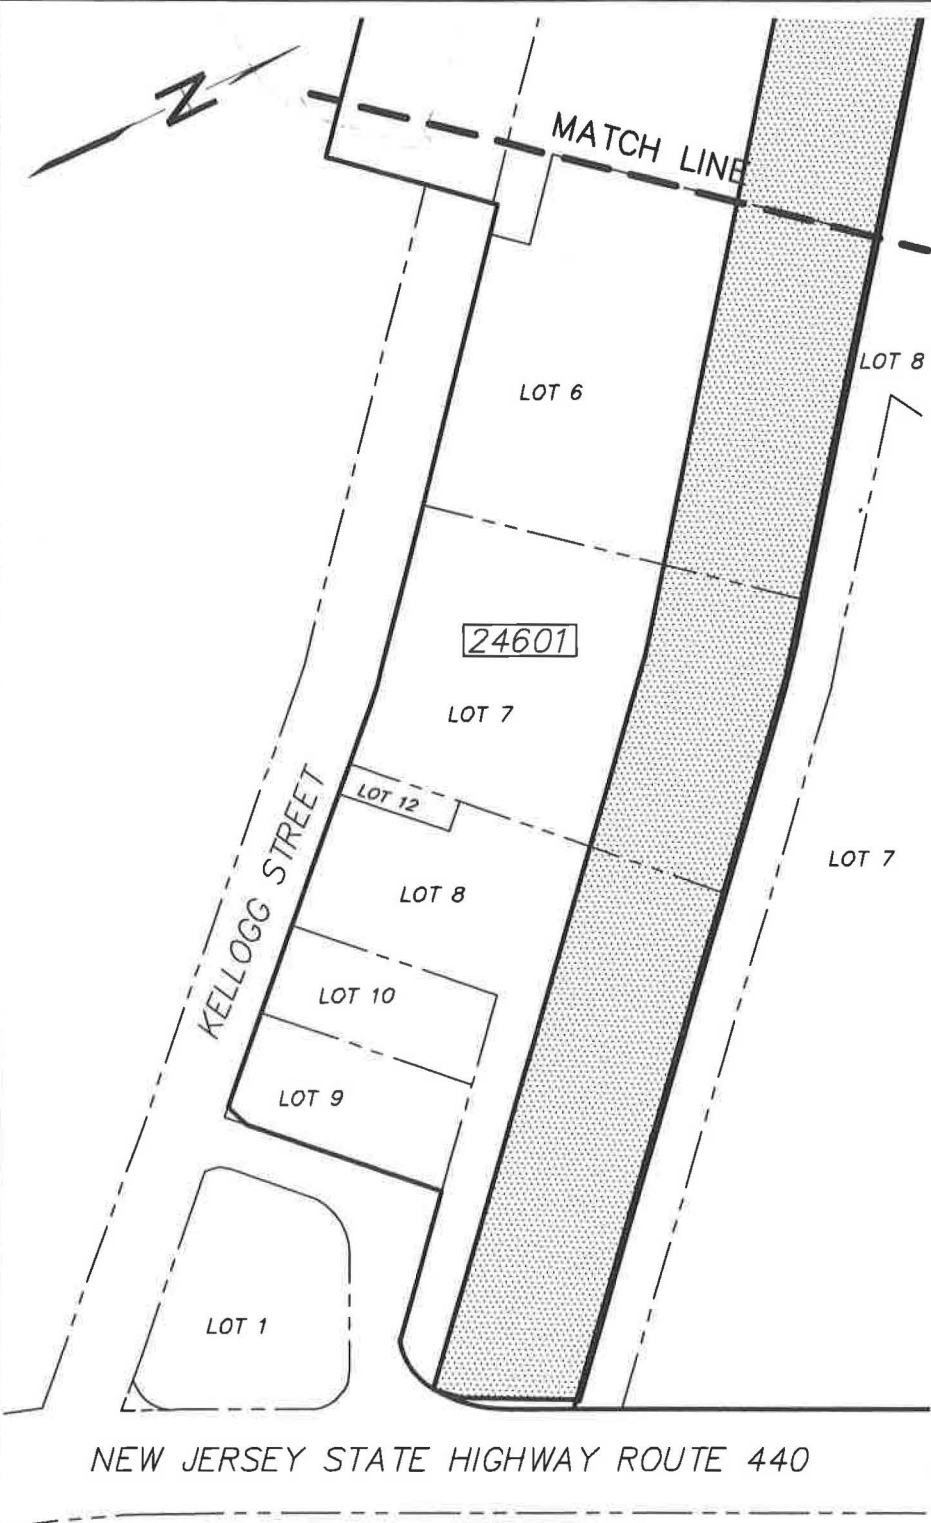 N
MATCH LINE
LOT 8
LOT 6
24601
LOT 7
LOT 12
LOT 7
LOT 8
KELLOGG STREET
LOT 10
LOT 9
LOT 1
NEW JERSEY STATE HIGHWAY ROUTE 440